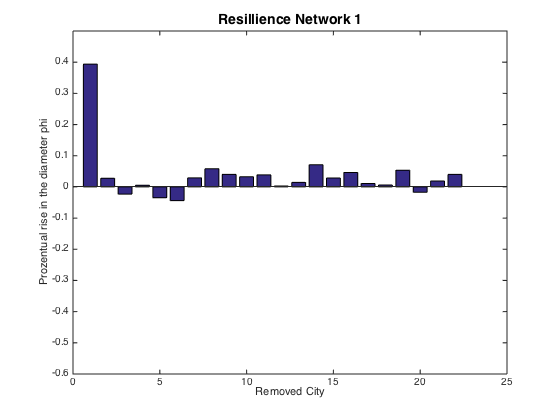 Resillience Network 1
Prozentual rise in the diameter phi
0.4
0.3
0.2
0.1
0
-0.1
-0.2
-0.3
-0.4
-0.5
-0.6
0 5 10 15 20 25
Removed City